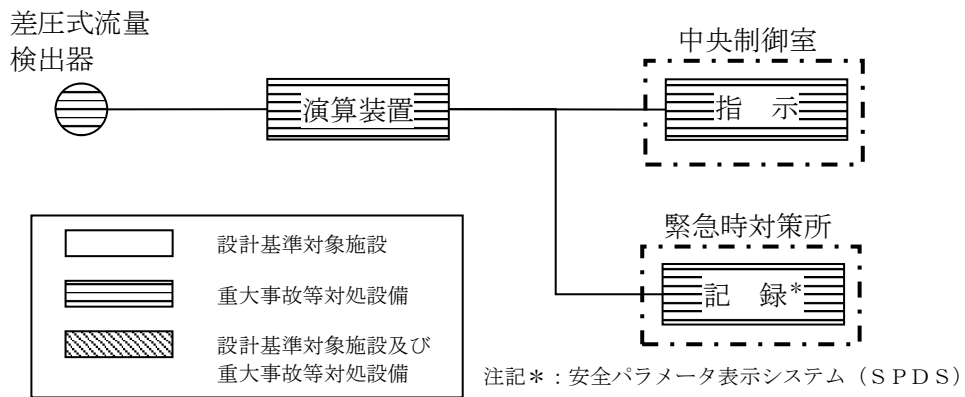 差圧式流量
検出器
演算装置
中央制御室
指　示
緊急時対策所
記　録*
設計基準対象施設
重大事故等対処設備
設計基準対象施設及び
重大事故等対処設備
注記＊：安全パラメータ表示システム（ＳＰＤＳ）